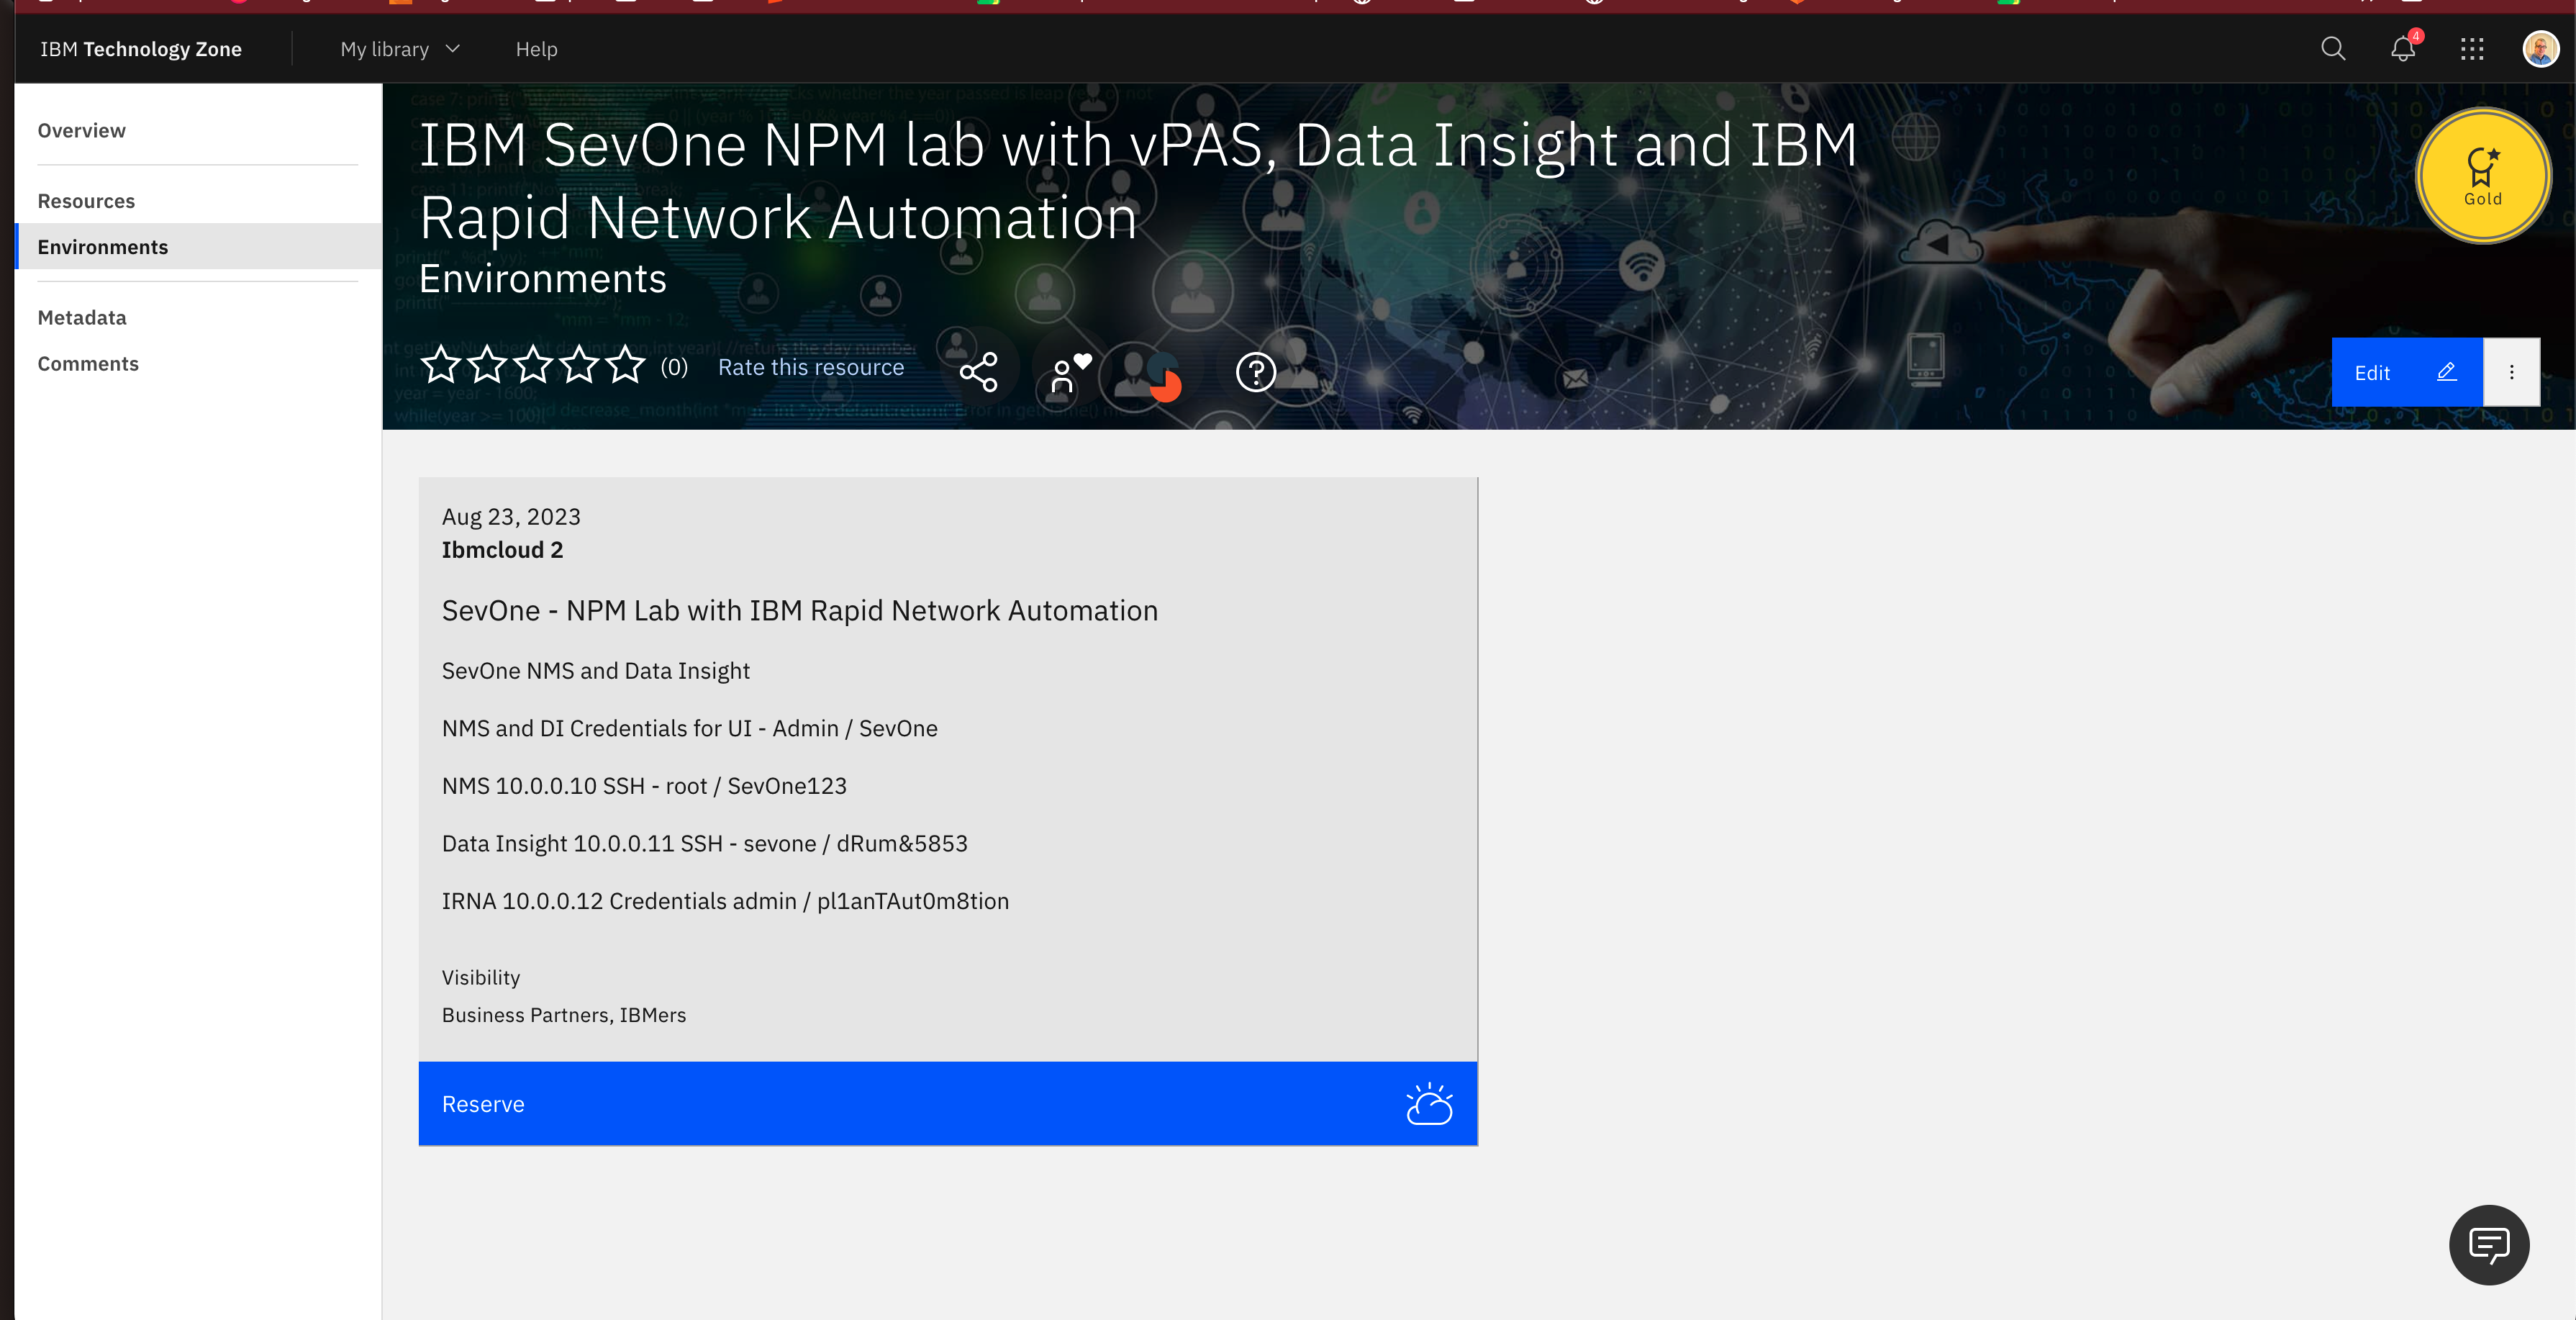 IBM Technology Zone
My library
Help
4
Overview
Resources
Environments
Metadata
Comments
IBM SevOne NPM lab with vPAS, Data Insight and IBM
Rapid Network Automation
Environments
Gold
(0)
Rate this resource
Edit
Aug 23, 2023
Ibmcloud 2
SevOne - NPM Lab with IBM Rapid Network Automation
SevOne NMS and Data Insight
NMS and DI Credentials for UI - Admin / SevOne
NMS 10.0.0.10 SSH - root / SevOne123
Data Insight 10.0.0.11 SSH - sevone / dRum&5853
IRNA 10.0.0.12 Credentials admin / pl1anTAut0m8tion
Visibility
Business Partners, IBMers
Reserve